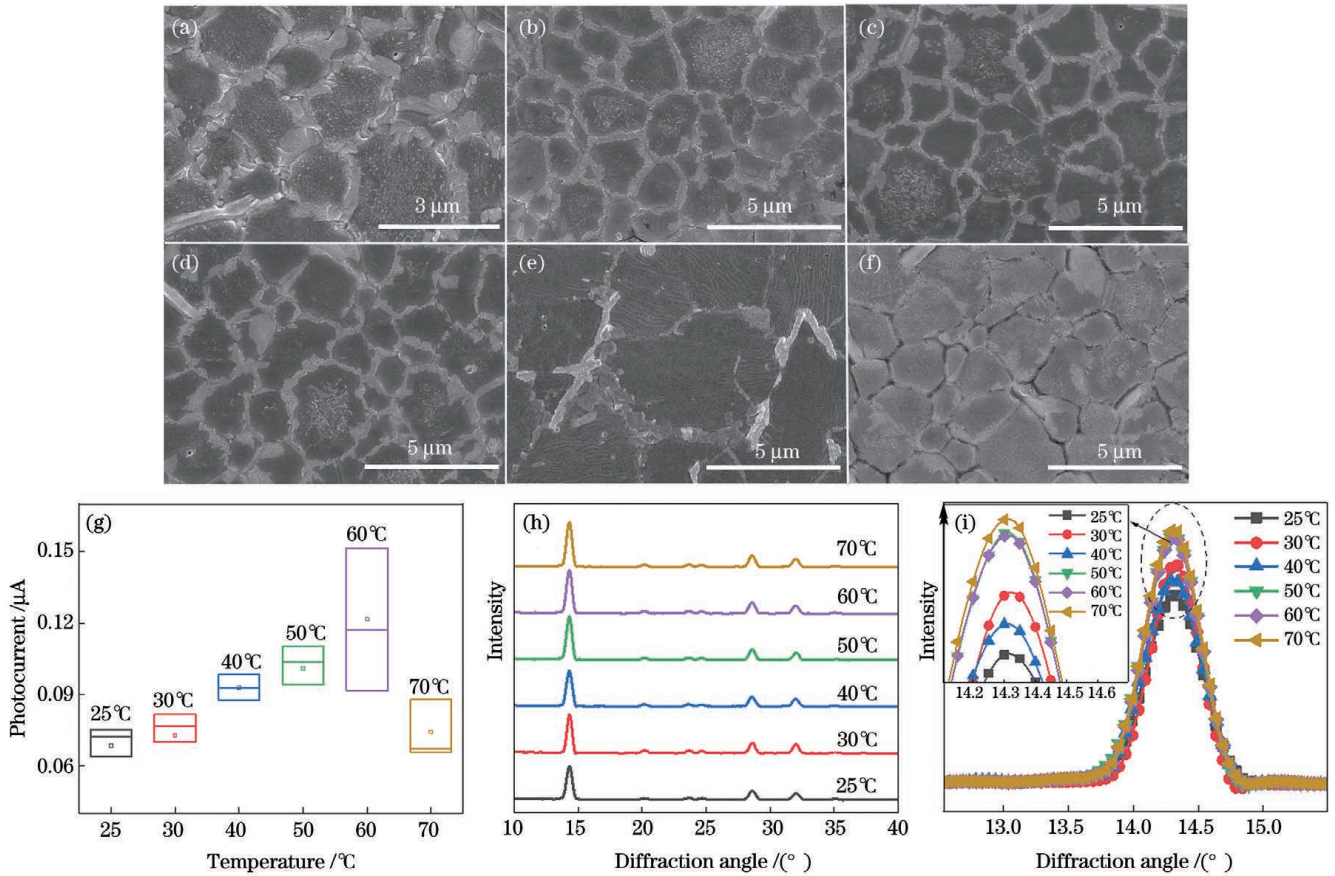 (a)
3 μm
(b)
5 μm
(c)
5 μm
(d)
5 μm
(e)
5 μm
(f)
5 μm
(g)
Photocurrent /μA
0.15
0.12
0.09
0.06
25℃
30℃
40℃
50℃
60℃
70℃
25 30 40 50 60 70
Temperature /℃
(h)
Intensity
70℃
60℃
50℃
40℃
30℃
25℃
10 15 20 25 30 35 40
Diffraction angle /(°)
(i)
Intensity
Intensity
25℃
30℃
40℃
50℃
60℃
70℃
14.2 14.3 14.4 14.5 14.6
25℃
30℃
40℃
50℃
60℃
70℃
13.0 13.5 14.0 14.5 15.0
Diffraction angle /(°)